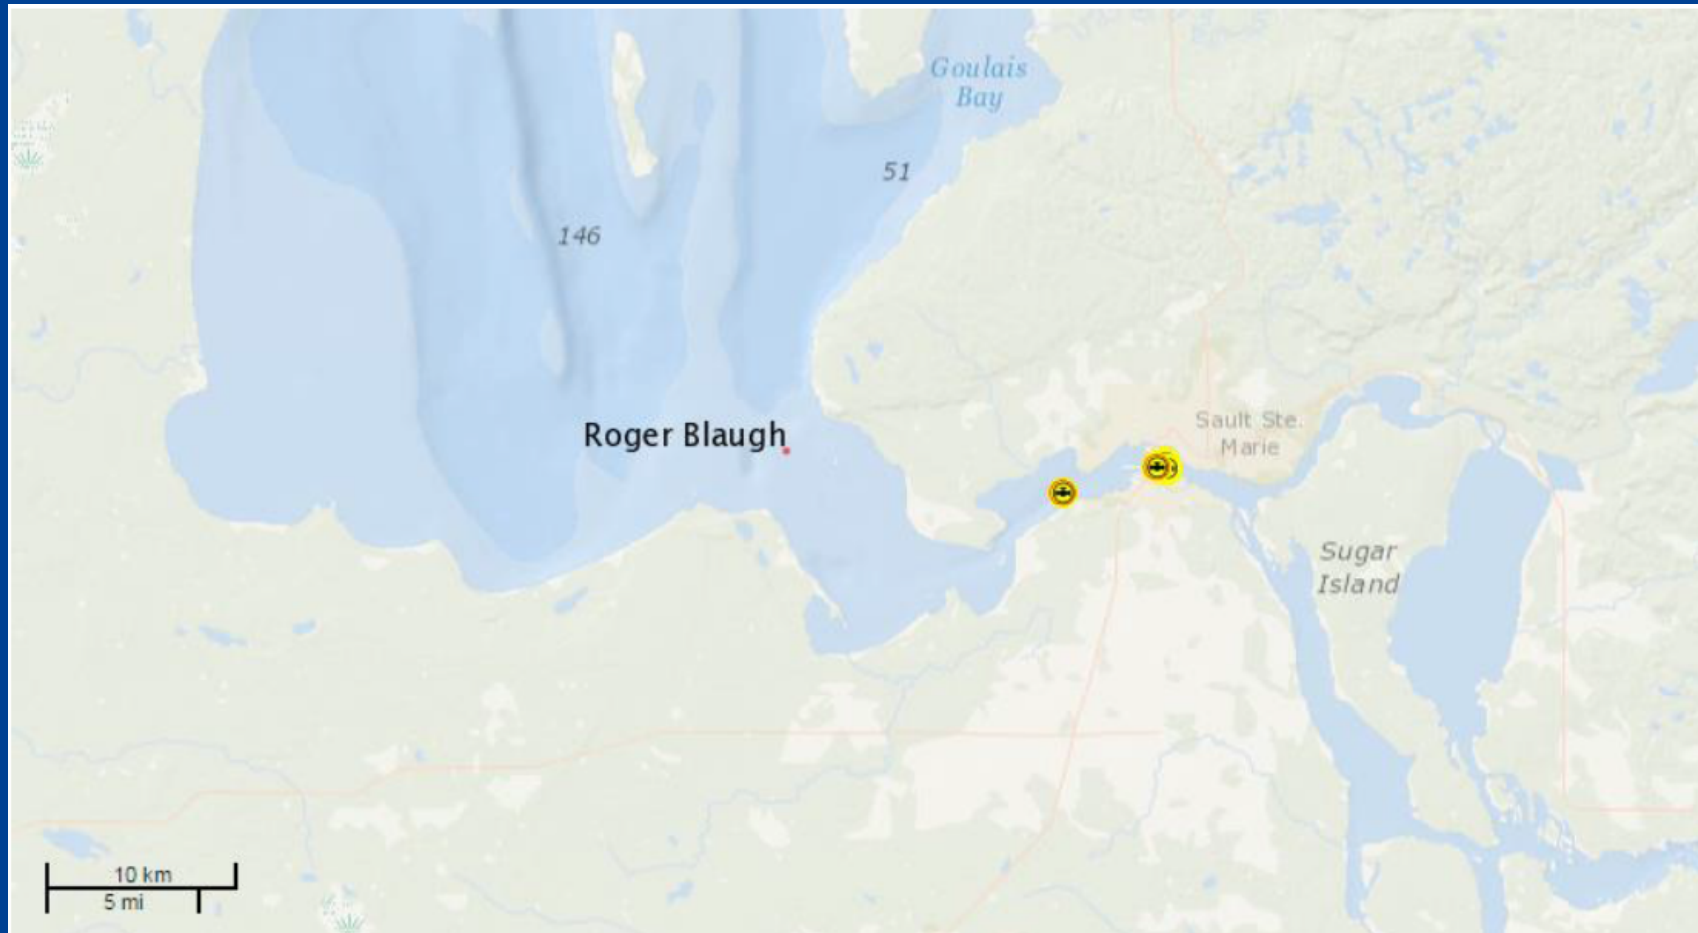 Goulais
Bay
51
146
Roger Blaugh
Sault Ste.
Marie
Sugar
Island
10 km
5 mi